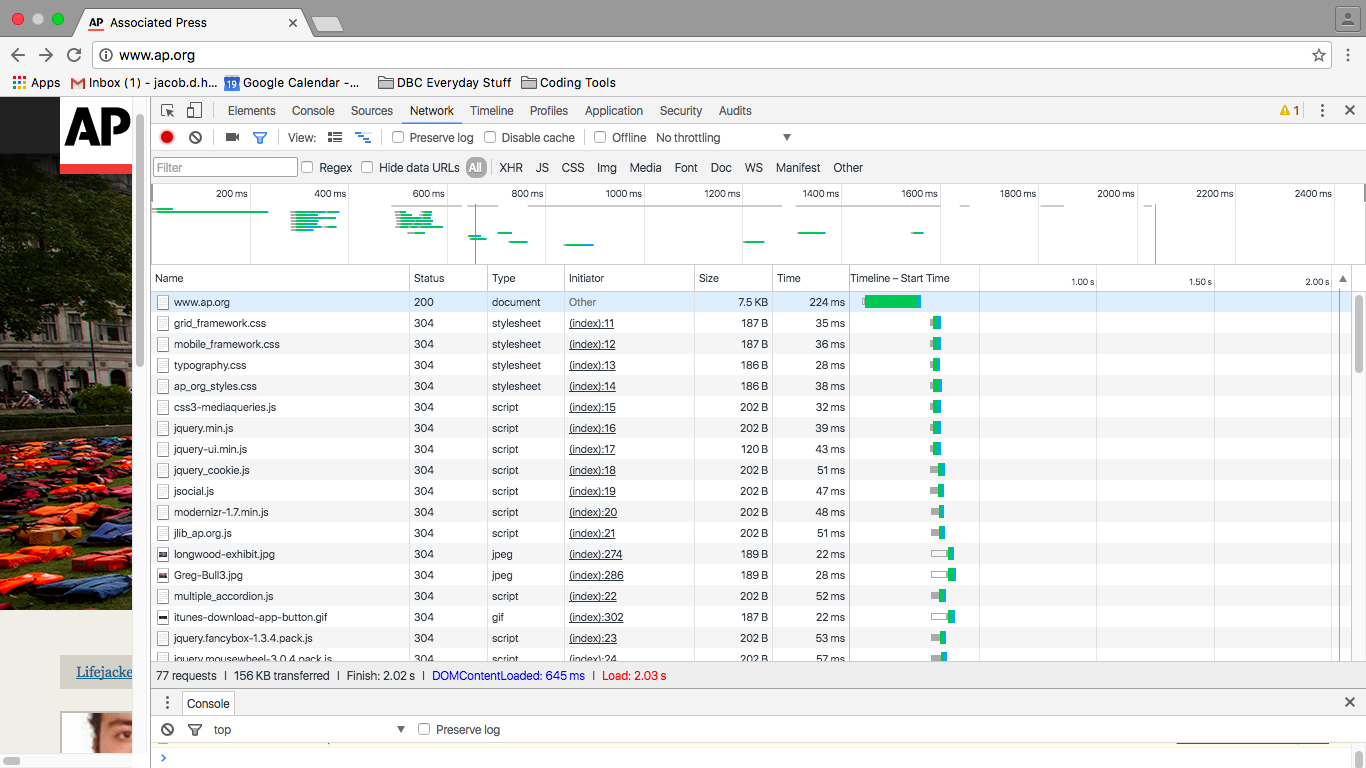 AP Associated Press
www.ap.org
Apps Inbox (1) - jacob.d.h... 19 Google Calendar -... DBC Everyday Stuff Coding Tools
AP
Lifejacke
Elements Console Sources Network Timeline Profiles Application Security Audits 1
View: Preserve log Disable cache Offline No throttling
Filter Regex Hide data URLs All XHR JS CSS Img Media Font Doc WS Manifest Other
200 ms 400 ms 600 ms 800 ms 1000 ms 1200 ms 1400 ms 1600 ms 1800 ms 2000 ms 2200 ms 2400 ms
Name Status Type Initiator Size Time Timeline – Start Time 1.00 s 1.50 s 2.00 s
www.ap.org 200 document Other 7.5 KB 224 ms
grid_framework.css 304 stylesheet (index):11 187 B 35 ms
mobile_framework.css 304 stylesheet (index):12 187 B 36 ms
typography.css 304 stylesheet (index):13 186 B 28 ms
ap_org_styles.css 304 stylesheet (index):14 186 B 38 ms
css3-mediaqueries.js 304 script (index):15 202 B 32 ms
jquery.min.js 304 script (index):16 202 B 39 ms
jquery-ui.min.js 304 script (index):17 120 B 43 ms
jquery_cookie.js 304 script (index):18 202 B 51 ms
jsocial.js 304 script (index):19 202 B 47 ms
modernizr-1.7.min.js 304 script (index):20 202 B 48 ms
jlib_ap.org.js 304 script (index):21 202 B 51 ms
longwood-exhibit.jpg 304 jpeg (index):274 189 B 22 ms
Greg-Bull3.jpg 304 jpeg (index):286 189 B 28 ms
multiple_accordion.js 304 script (index):22 202 B 52 ms
itunes-download-app-button.gif 304 gif (index):302 187 B 22 ms
jquery.fancybox-1.3.4.pack.js 304 script (index):23 202 B 53 ms
jquery.mousewheel-3.0.4.pack.js 304 script (index):24 202 B 57 ms
77 requests | 156 KB transferred | Finish: 2.02 s | DOMContentLoaded: 645 ms | Load: 2.03 s
Console
top Preserve log